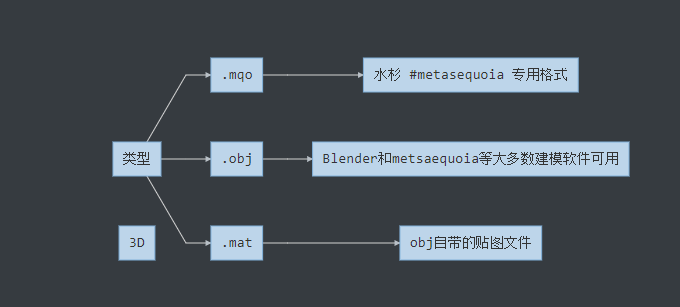 .mqo
水杉 #metasequoia 专用格式
类型
.obj
Blender和metsaequoia等大多数建模软件可用
3D
.mat
obj自带的贴图文件